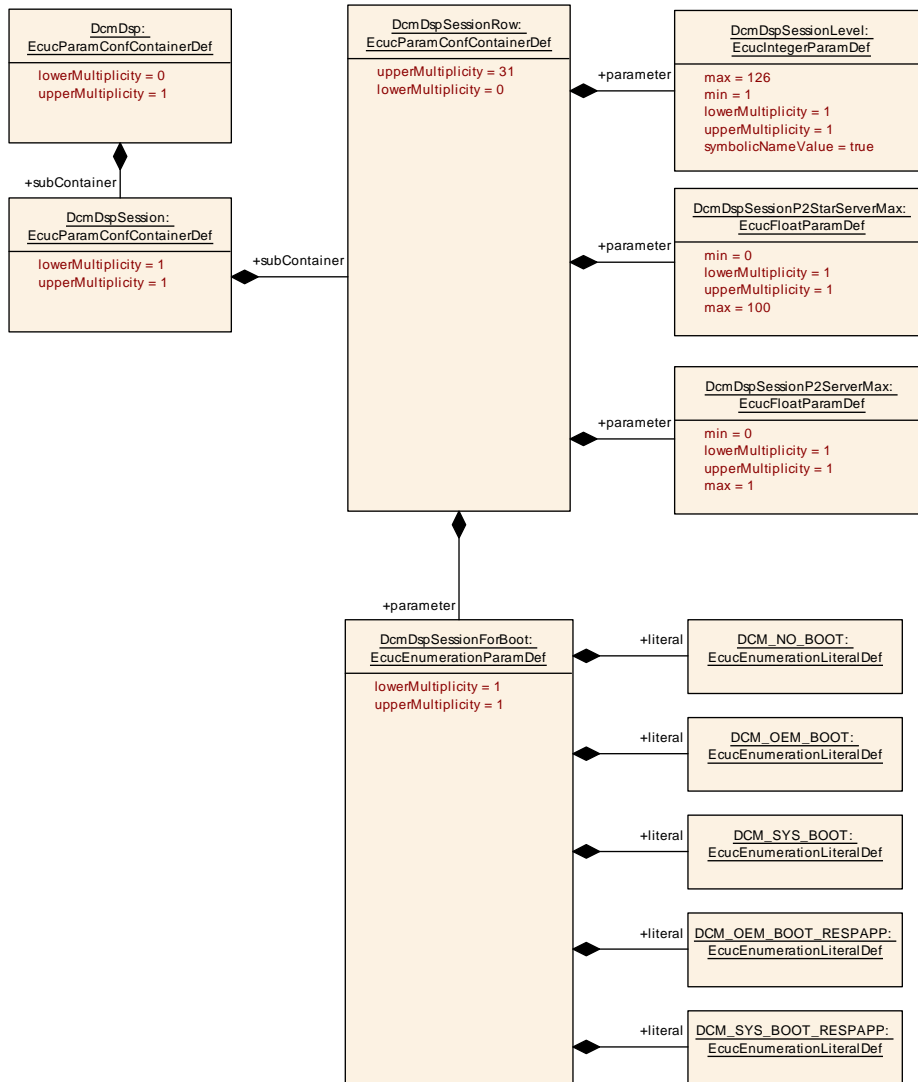 DcmDsp:
EcucParamConfContainerDef
lowerMultiplicity = 0
upperMultiplicity = 1
+subContainer
DcmDspSession:
EcucParamConfContainerDef
lowerMultiplicity = 1
upperMultiplicity = 1
+subContainer
DcmDspSessionRow:
EcucParamConfContainerDef
upperMultiplicity = 31
lowerMultiplicity = 0
+parameter
DcmDspSessionLevel:
EcucIntegerParamDef
max = 126
min = 1
lowerMultiplicity = 1
upperMultiplicity = 1
symbolicNameValue = true
+parameter
DcmDspSessionP2StarServerMax:
EcucFloatParamDef
min = 0
lowerMultiplicity = 1
upperMultiplicity = 1
max = 100
+parameter
DcmDspSessionP2ServerMax:
EcucFloatParamDef
min = 0
lowerMultiplicity = 1
upperMultiplicity = 1
max = 1
+parameter
DcmDspSessionForBoot:
EcucEnumerationParamDef
lowerMultiplicity = 1
upperMultiplicity = 1
+literal
DCM_NO_BOOT:
EcucEnumerationLiteralDef
+literal
DCM_OEM_BOOT:
EcucEnumerationLiteralDef
+literal
DCM_SYS_BOOT:
EcucEnumerationLiteralDef
+literal
DCM_OEM_BOOT_RESPAPP:
EcucEnumerationLiteralDef
+literal
DCM_SYS_BOOT_RESPAPP:
EcucEnumerationLiteralDef